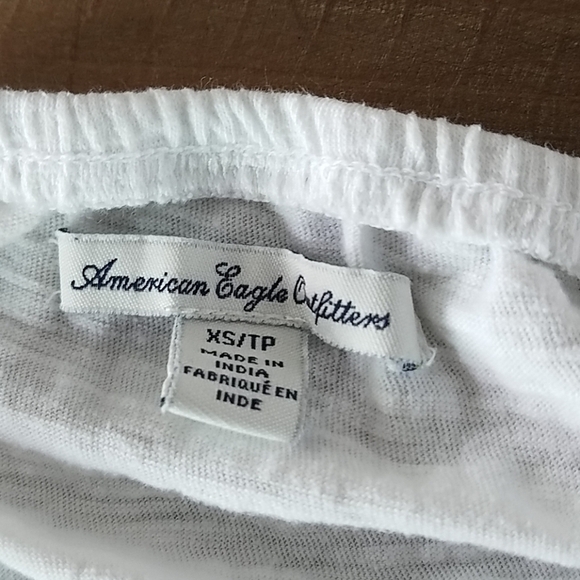 American Eagle Outfitters
XS/TP
MADE IN
INDIA
FABRIQUÉ EN
INDE